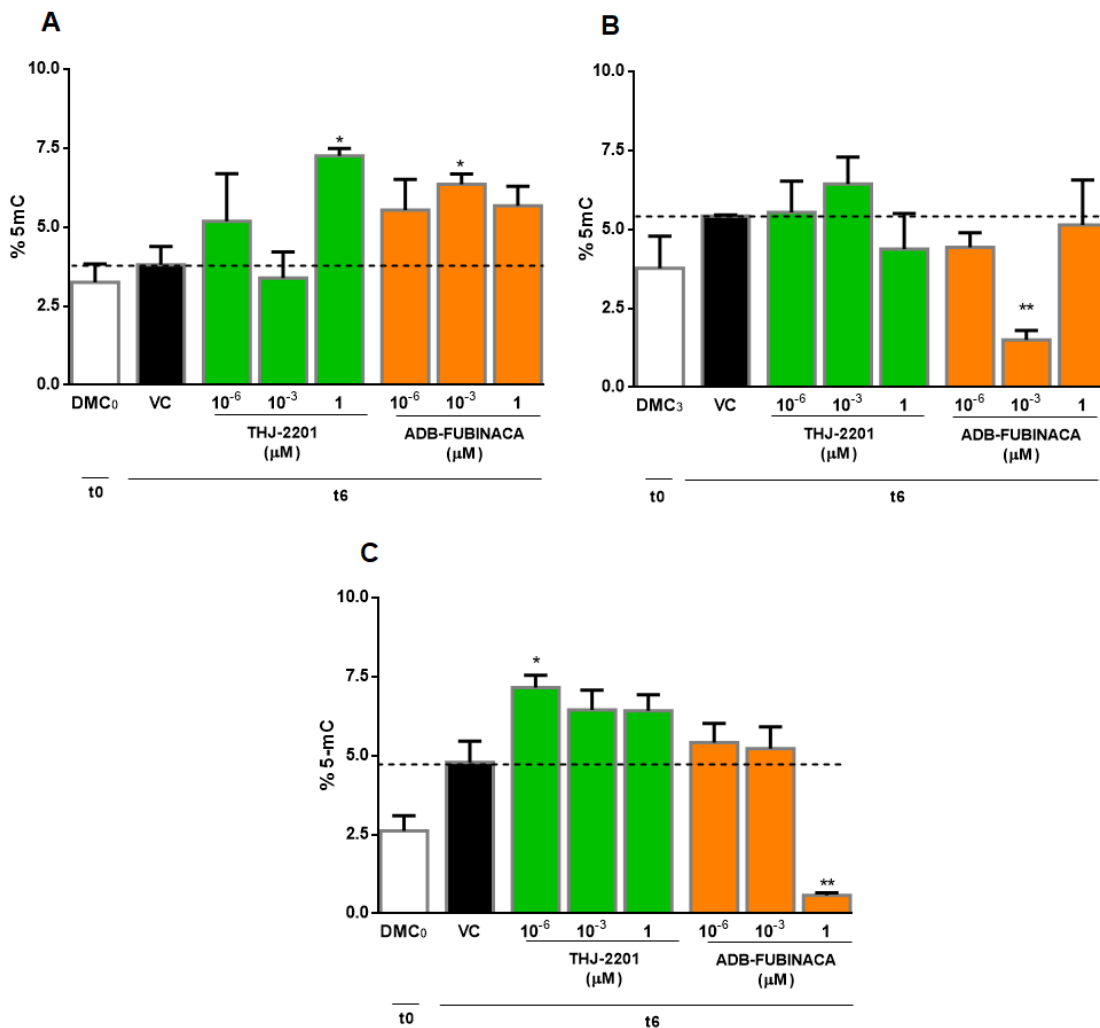 A
% 5mC
10.0
7.5
5.0
2.5
0.0
*
*
DMC₀ VC 10⁻⁶ 10⁻³ 1 10⁻⁶ 10⁻³ 1
THJ-2201 ADB-FUBINACA
(μM) (μM)
t0 t6
B
% 5mC
10.0
7.5
5.0
2.5
0.0
**
DMC₃ VC 10⁻⁶ 10⁻³ 1 10⁻⁶ 10⁻³ 1
THJ-2201 ADB-FUBINACA
(μM) (μM)
t0 t6
C
% 5-mC
10.0
7.5
5.0
2.5
0.0
*
**
DMC₀ VC 10⁻⁶ 10⁻³ 1 10⁻⁶ 10⁻³ 1
THJ-2201 ADB-FUBINACA
(μM) (μM)
t0 t6